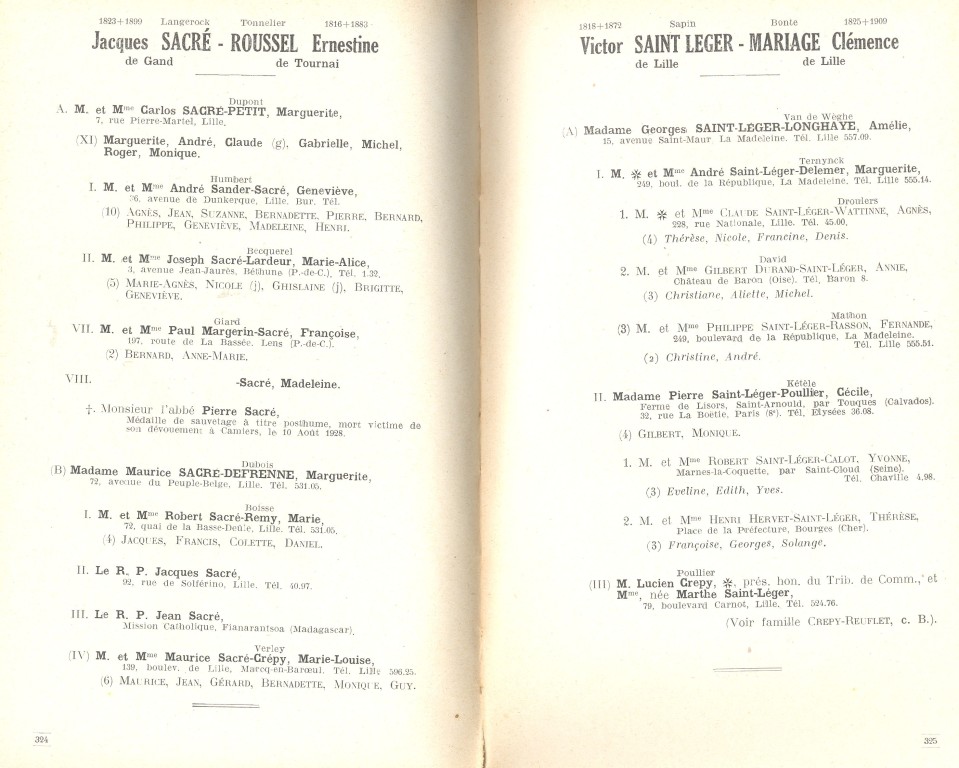 1823+1899 Langerock Tonnelier 1816+1883
Jacques SACRÉ - ROUSSEL Ernestine
de Gand de Tournai
Dupont
A. M. et Mme Carlos SACRÉ-PETIT, Marguerite,
7, rue Pierre-Martel, Lille.
(XI) Marguerite, André, Claude (g), Gabrielle, Michel,
Roger, Monique.
Humbert
I. M. et Mme André Sander-Sacré, Geneviève,
26, avenue de Dunkerque, Lille. Bur. Tél.
(10) AGNÈS, JEAN, SUZANNE, BERNADETTE, PIERRE, BERNARD,
PHILIPPE, GENEVIÈVE, MADELEINE, HENRI.
Becquerel
II. M. et Mme Joseph Sacré-Lardeur, Marie-Alice,
3, avenue Jean-Jaurès, Béthune (P.-de-C.), Tél. 1.32.
(5) MARIE-AGNÈS, NICOLE (j), GHISLAINE (j), BRIGITTE,
GENEVIÈVE.
Giard
VII. M. et Mme Paul Margerin-Sacré, Françoise,
197, route de La Bassée, Lens (P.-de-C.).
(2) BERNARD, ANNE-MARIE.
VIII. -Sacré, Madeleine.
†. Monsieur l'abbé Pierre Sacré,
Médaille de sauvetage à titre posthume, mort victime de
son dévouement à Camiers, le 10 Août 1928.
Dubois
(B) Madame Maurice SACRÉ-DEFRENNE, Marguerite,
72, avenue du Peuple-Belge, Lille. Tél. 531.05.
Boisse
I. M. et Mme Robert Sacré-Remy, Marie,
72, quai de la Basse-Deûle, Lille. Tél. 531.05.
(4) JACQUES, FRANCIS, COLETTE, DANIEL.
II. Le R. P. Jacques Sacré,
92, rue de Solférino, Lille. Tél. 40.97.
III. Le R. P. Jean Sacré,
Mission Catholique, Fianarantsoa (Madagascar).
Verley
(IV) M. et Mme Maurice Sacré-Crépy, Marie-Louise,
139, boulev. de Lille, Marcq-en-Barœul. Tél. Lille 596.25.
(6) MAURICE, JEAN, GÉRARD, BERNADETTE, MONIQUE, GUY.
324
1818+1872 Sapin Bonte 1825+1909
Victor SAINT LEGER - MARIAGE Clémence
de Lille de Lille
Van de Wèghe
(A) Madame Georges SAINT-LÉGER-LONGHAYE, Amélie,
15, avenue Saint-Maur La Madeleine. Tél. Lille 557.09.
Ternynck
I. M. ✻ et Mme André Saint-Léger-Delemer, Marguerite,
249, boul. de la République, La Madeleine. Tél. Lille 555.14.
Droulers
1. M. ✻ et Mme CLAUDE SAINT-LÉGER-WATTINNE, AGNÈS,
228, rue Nationale, Lille. Tél. 45.00.
(4) Thérèse, Nicole, Francine, Denis.
David
2. M. et Mme GILBERT DURAND-SAINT-LÉGER, ANNIE,
Château de Baron (Oise). Tél. Baron 8.
(3) Christiane, Aliette, Michel.
Mathon
(3) M. et Mme PHILIPPE SAINT-LÉGER-RASSON, FERNANDE,
249, boulevard de la République, La Madeleine.
Tél. Lille 555.51.
(2) Christine, André.
Kétèle
II. Madame Pierre Saint-Léger-Poullier, Cécile,
Ferme de Lisors, Saint-Arnould, par Touques (Calvados).
32, rue La Boëtie, Paris (8e). Tél. Elysées 36.08.
(4) GILBERT, MONIQUE.
1. M. et Mme ROBERT SAINT-LÉGER-CALOT, YVONNE,
Marnes-la-Coquette, par Saint-Cloud (Seine).
Tél. Chaville 4.98.
(3) Eveline, Edith, Yves.
2. M. et Mme HENRI HERVET-SAINT-LÉGER, THÉRÈSE,
Place de la Préfecture, Bourges (Cher).
(3) Françoise, Georges, Solange.
Poullier
(III) M. Lucien Crepy, ✻, prés. hon. du Trib. de Comm., et
Mme, née Marthe Saint-Léger,
79, boulevard Carnot, Lille. Tél. 524.76.
(Voir famille CREPY-REUFLET, c. B.).
325